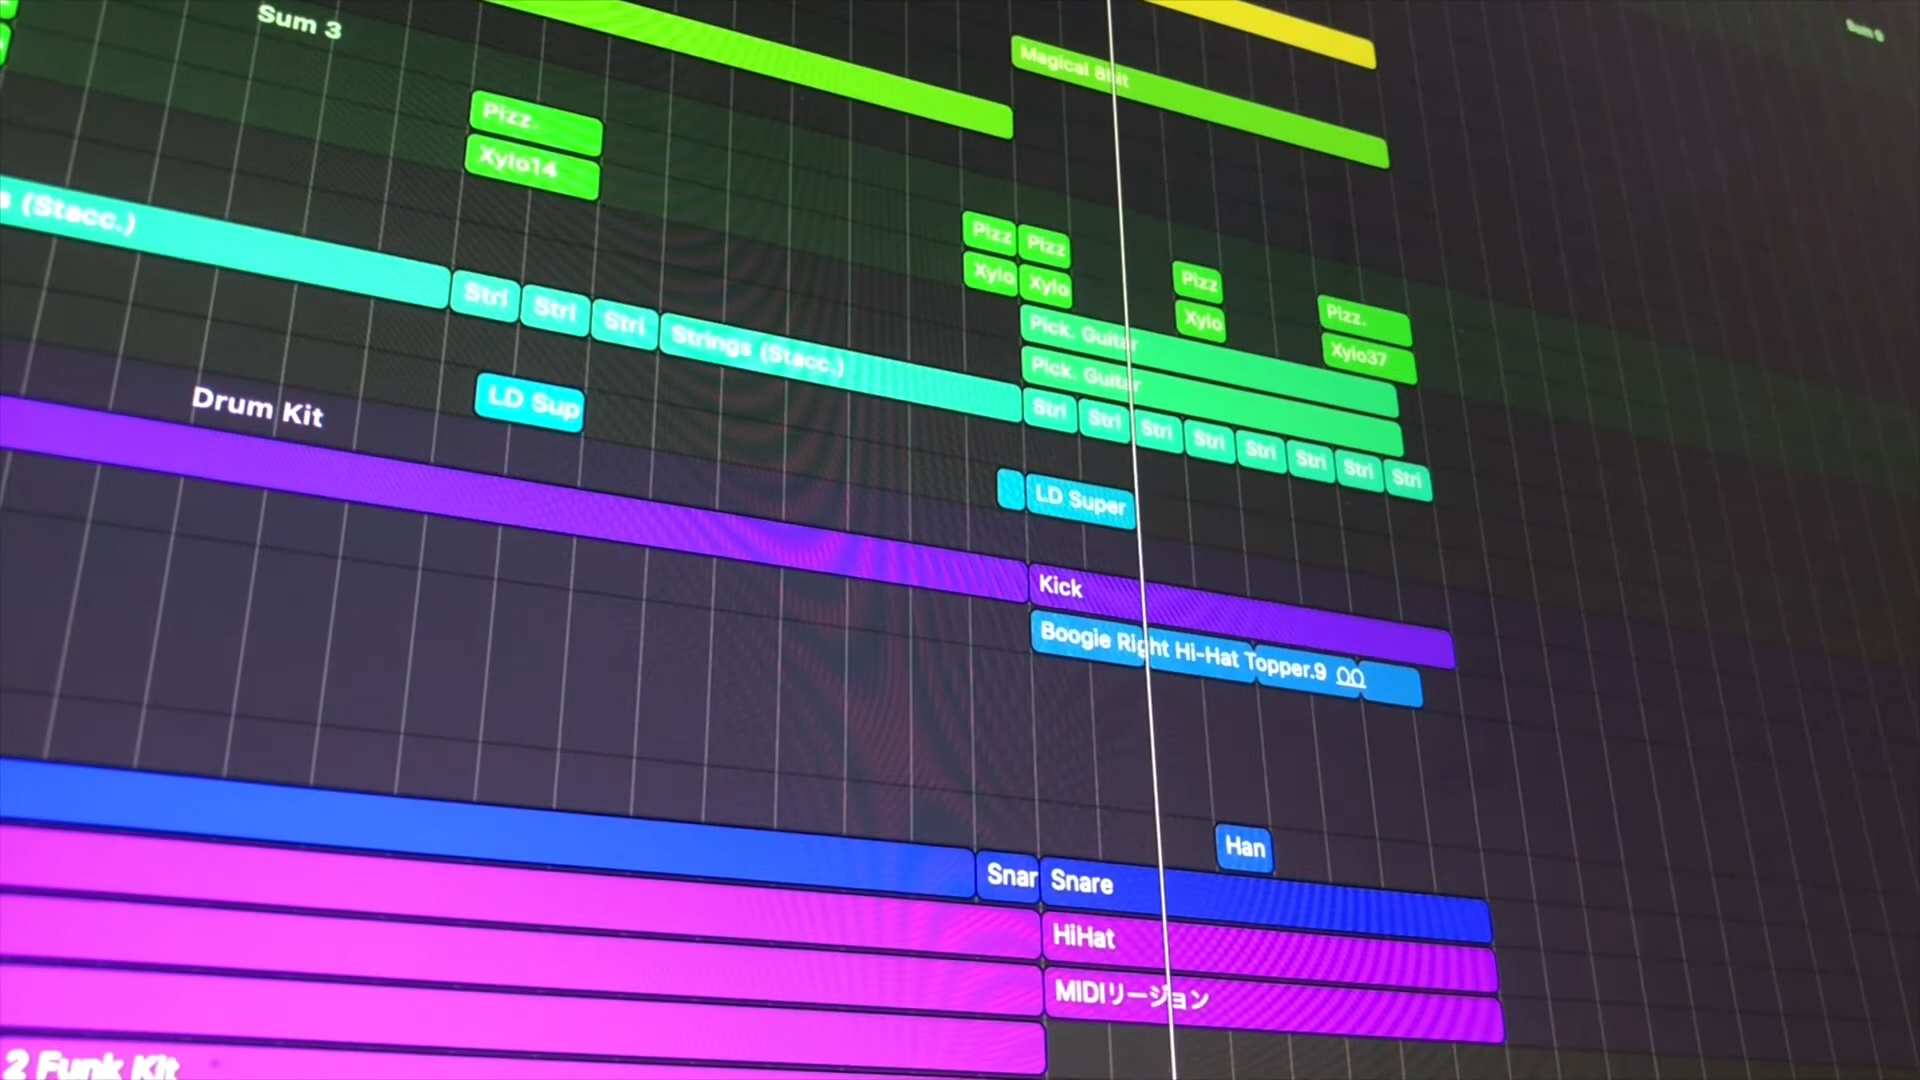 Sum 3
Magical 8bit
Pizz.
Xylo14
s (Stacc.)
Pizz
Pizz
Pizz
Pizz.
Xylo
Xylo
Xylo
Xylo37
Stri
Stri
Stri
Strings (Stacc.)
Pick. Guitar
Pick. Guitar
Stri
Stri
Stri
Stri
Stri
Stri
Stri
Stri
Drum Kit
LD Sup
LD Super
Kick
Boogie Right Hi-Hat Topper.9
Han
Snar
Snare
HiHat
MIDIリージョン
2 Funk Kit